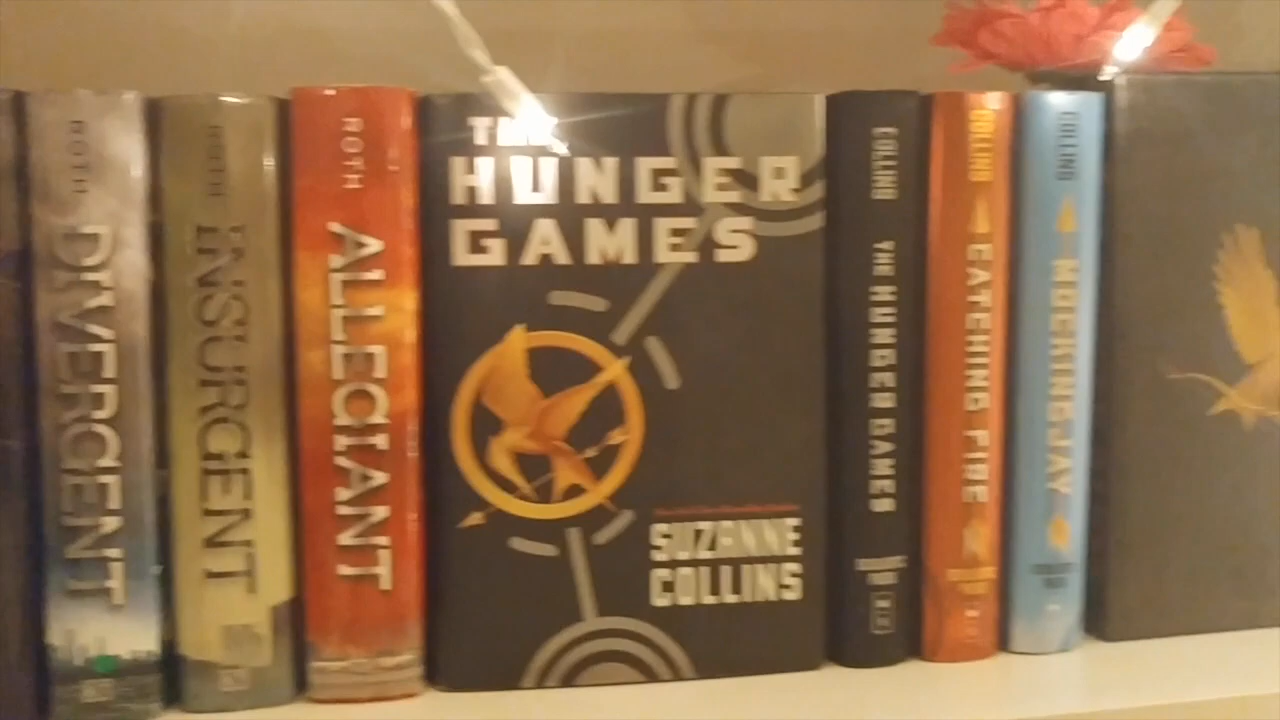 ROTH DIVERGENT
ROTH INSURGENT
ROTH ALLEGIANT
THE
HUNGER
GAMES
SUZANNE
COLLINS
COLLINS THE HUNGER GAMES
COLLINS CATCHING FIRE
COLLINS MOCKINGJAY